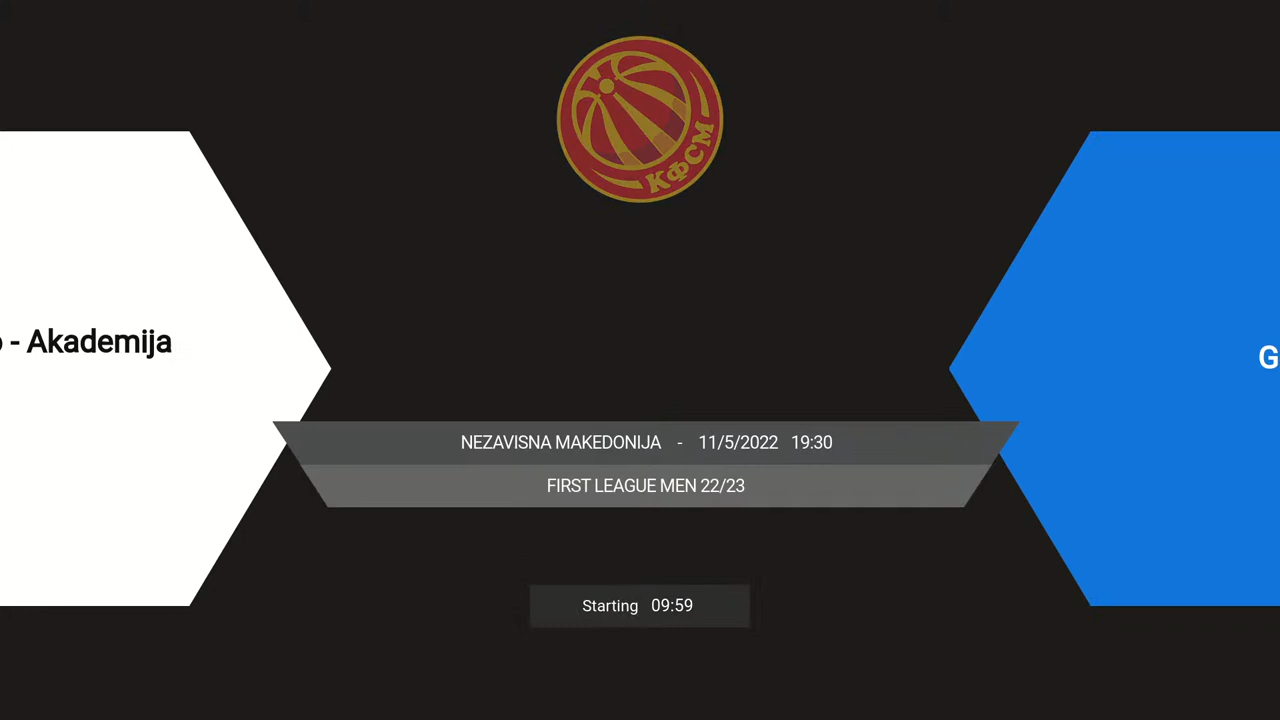 КФСМ
- Akademija
G
NEZAVISNA MAKEDONIJA - 11/5/2022 19:30
FIRST LEAGUE MEN 22/23
Starting 09:59